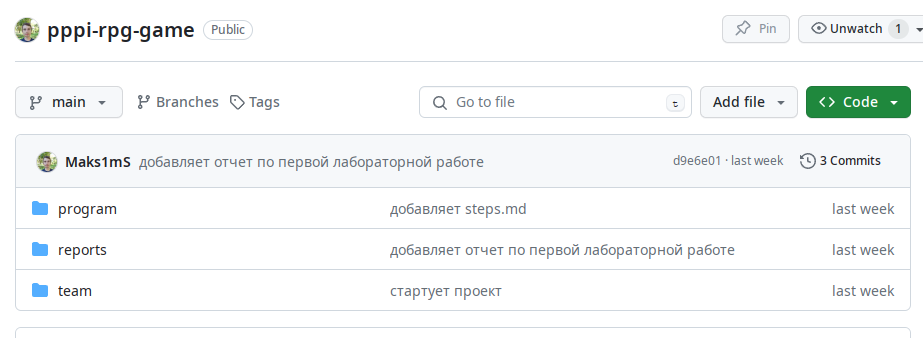 pppi-rpg-game Public Pin Unwatch 1
main Branches Tags Go to file t Add file Code
Maks1mS добавляет отчет по первой лабораторной работе d9e6e01 · last week 3 Commits
program добавляет steps.md last week
reports добавляет отчет по первой лабораторной работе last week
team стартует проект last week